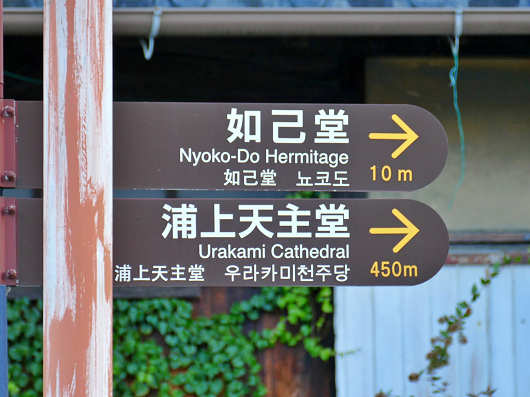 如己堂
Nyoko-Do Hermitage
如己堂 뇨코도
10 m
浦上天主堂
Urakami Cathedral
浦上天主堂 우라카미천주당
450m